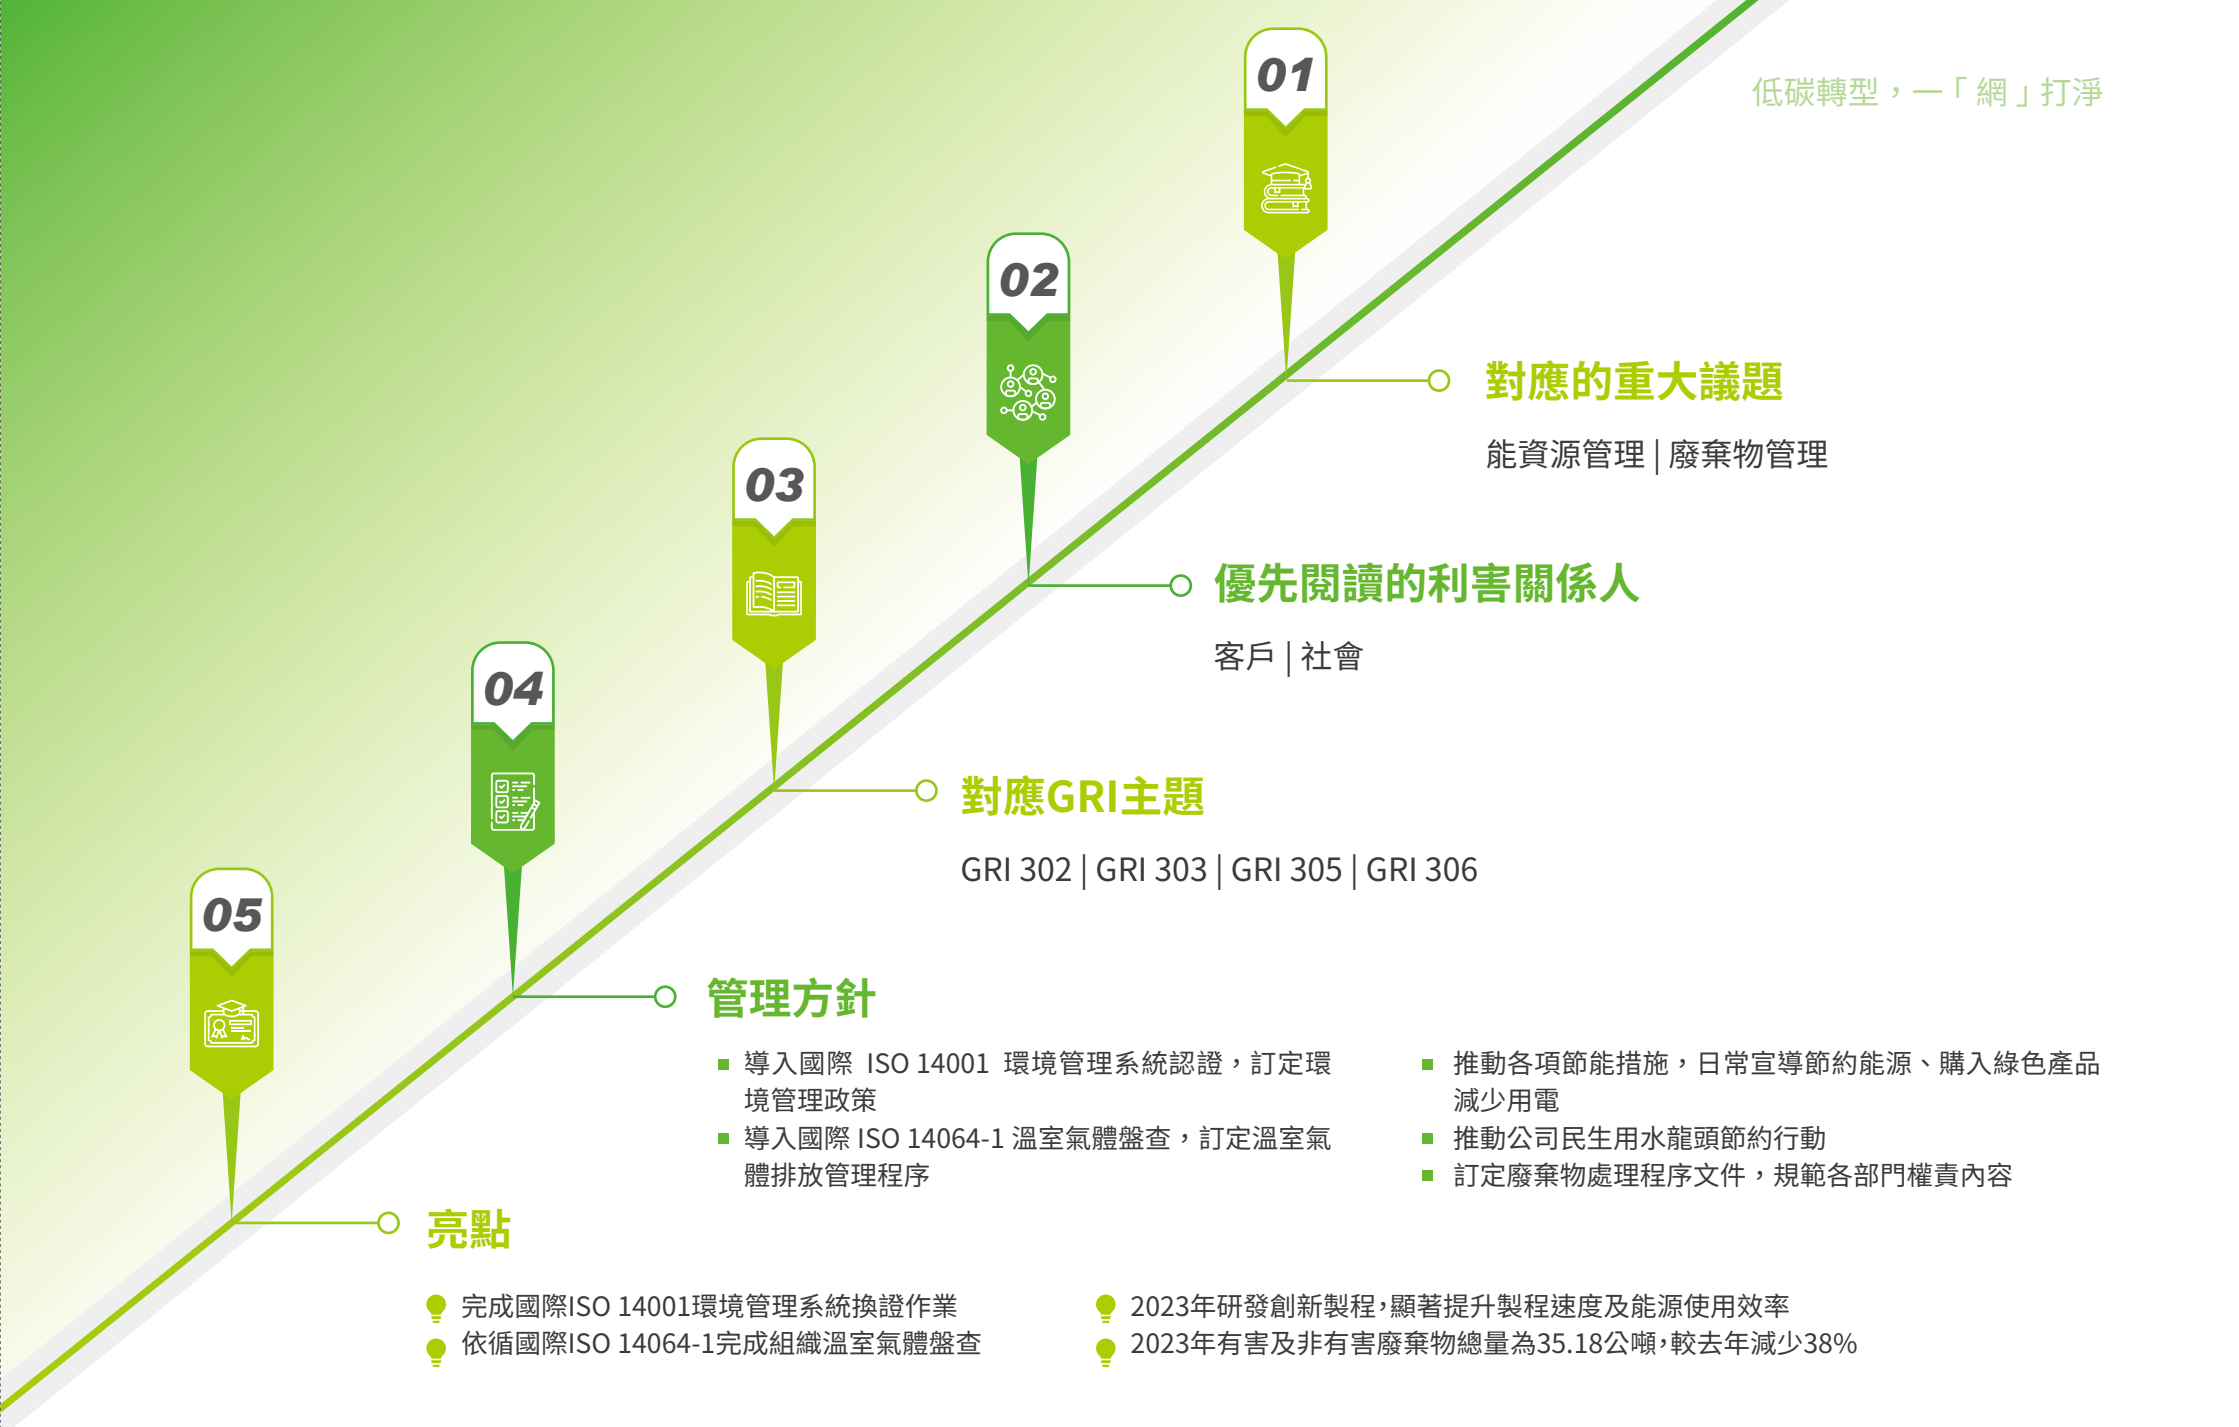 低碳轉型，一「網」打淨
01
對應的重大議題
能資源管理 | 廢棄物管理
02
優先閱讀的利害關係人
客戶 | 社會
03
對應GRI主題
GRI 302 | GRI 303 | GRI 305 | GRI 306
04
管理方針
導入國際 ISO 14001 環境管理系統認證，訂定環
境管理政策
導入國際 ISO 14064-1 溫室氣體盤查，訂定溫室氣
體排放管理程序
推動各項節能措施，日常宣導節約能源、購入綠色產品
減少用電
推動公司民生用水龍頭節約行動
訂定廢棄物處理程序文件，規範各部門權責內容
05
亮點
完成國際ISO 14001環境管理系統換證作業
依循國際ISO 14064-1完成組織溫室氣體盤查
2023年研發創新製程，顯著提升製程速度及能源使用效率
2023年有害及非有害廢棄物總量為35.18公噸，較去年減少38%